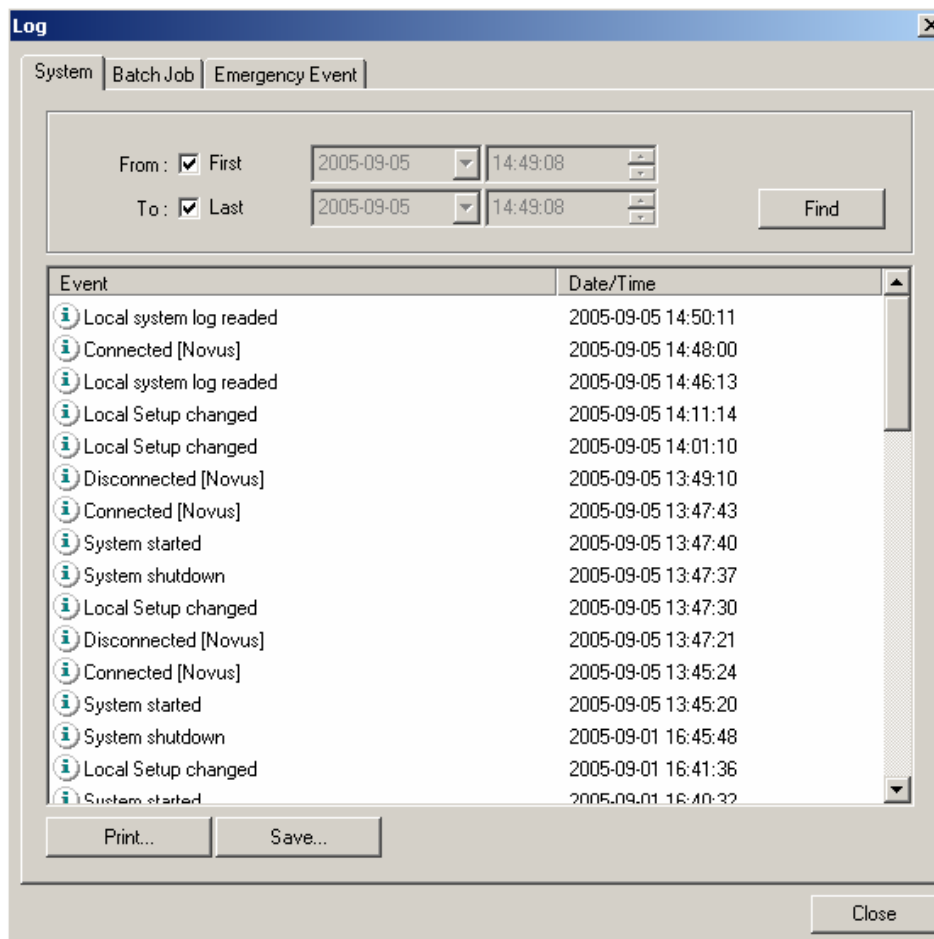 Log
System Batch Job Emergency Event
From : First 2005-09-05 14:49:08
To : Last 2005-09-05 14:49:08
Find
Event Date/Time
Local system log readed 2005-09-05 14:50:11
Connected [Novus] 2005-09-05 14:48:00
Local system log readed 2005-09-05 14:46:13
Local Setup changed 2005-09-05 14:11:14
Local Setup changed 2005-09-05 14:01:10
Disconnected [Novus] 2005-09-05 13:49:10
Connected [Novus] 2005-09-05 13:47:43
System started 2005-09-05 13:47:40
System shutdown 2005-09-05 13:47:37
Local Setup changed 2005-09-05 13:47:30
Disconnected [Novus] 2005-09-05 13:47:21
Connected [Novus] 2005-09-05 13:45:24
System started 2005-09-05 13:45:20
System shutdown 2005-09-01 16:45:48
Local Setup changed 2005-09-01 16:41:36
System started 2005-09-01 16:40:32
Print... Save...
Close